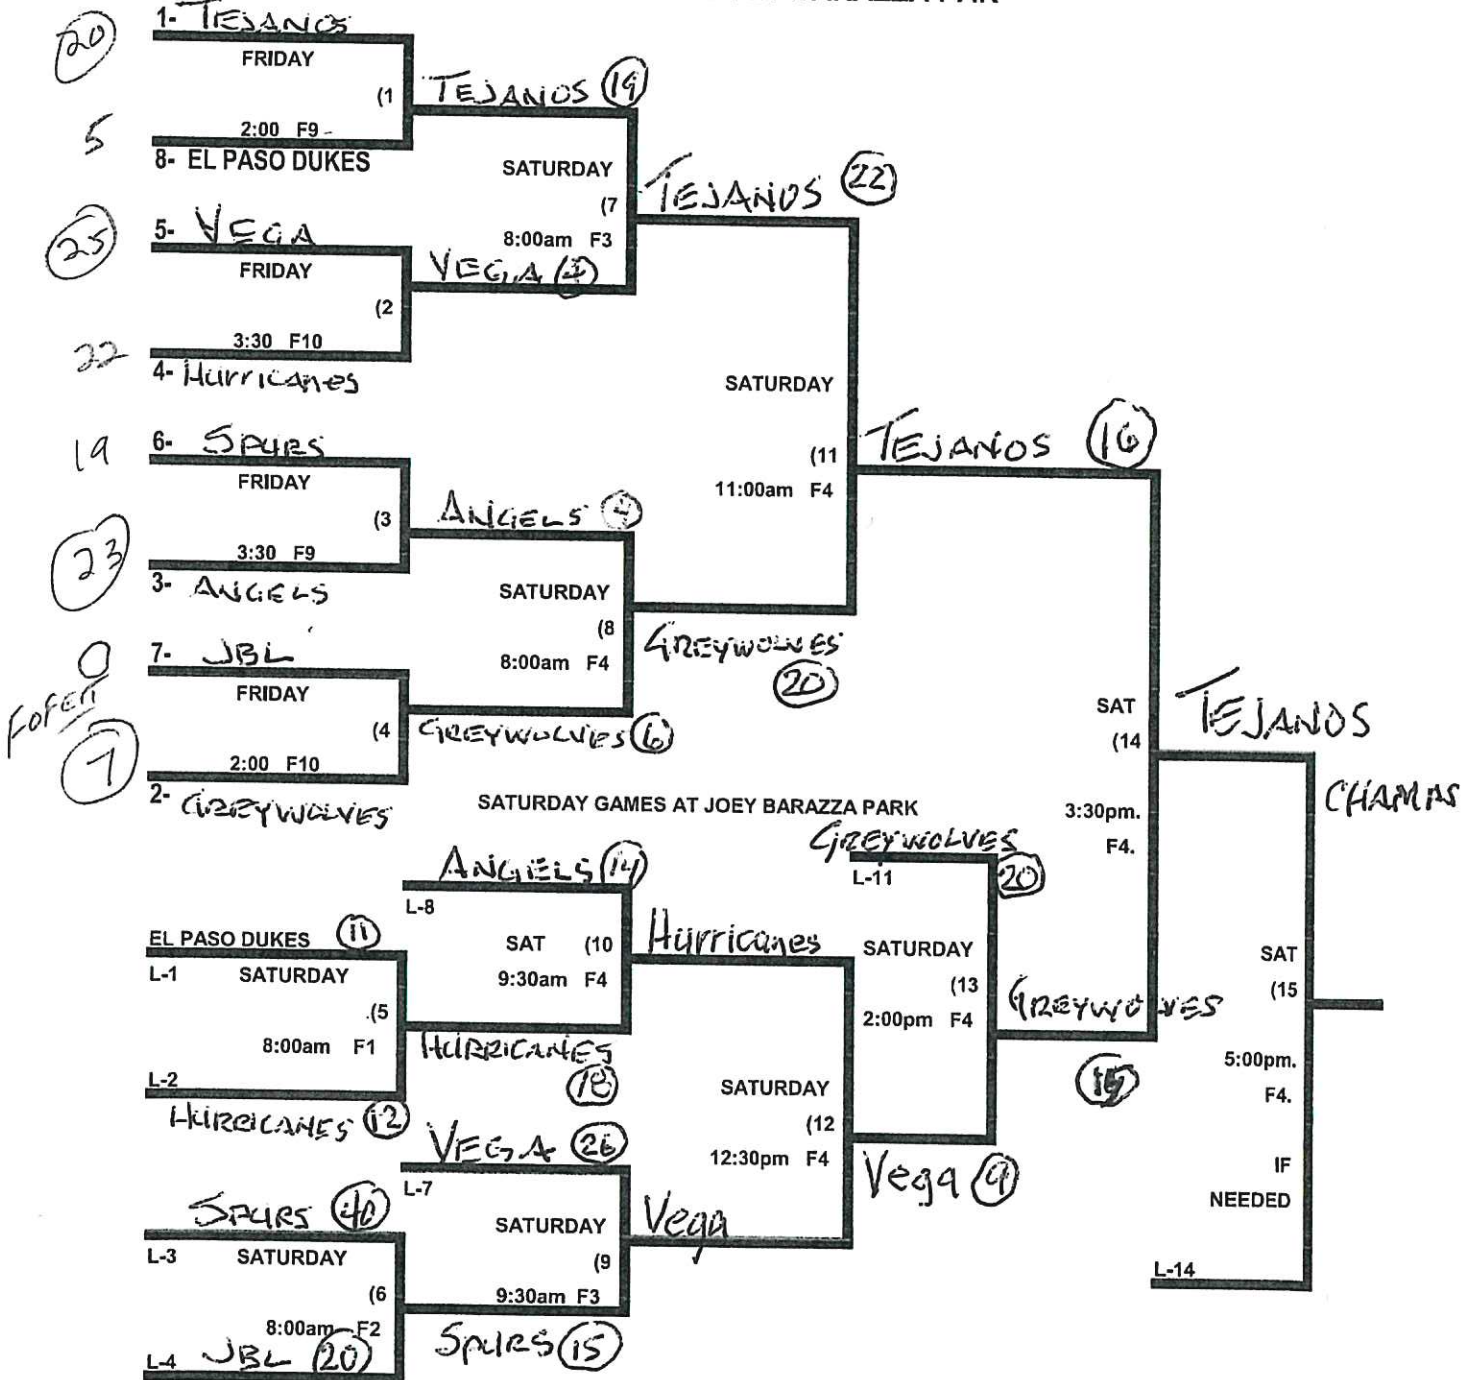 1- TEJANOS
20
FRIDAY
(1
2:00 F9
5
8- EL PASO DUKES
TEJANOS 19
SATURDAY
(7
8:00am F3
TEJANOS 22
5- VEGA
25
FRIDAY
(2
3:30 F10
22
4- Hurricanes
VEGA
SATURDAY
(11
11:00am F4
TEJANOS 16
6- SPURS
19
FRIDAY
(3
3:30 F9
23
3- ANGELS
ANGELS
SATURDAY
(8
8:00am F4
GREYWOLVES
20
7- JBL
0
FOFEIT
FRIDAY
(4
2:00 F10
7
2- GREYWOLVES
GREYWOLVES 6
SAT
(14
3:30pm.
F4.
TEJANOS
CHAMPS
SATURDAY GAMES AT JOEY BARAZZA PARK
GREYWOLVES
20
L-11
ANGELS 14
L-8
EL PASO DUKES 11
L-1 SATURDAY
(5
8:00am F1
L-2
HURRICANES 12
SAT (10
9:30am F4
Hurricanes
HURRICANES
18
SATURDAY
(13
2:00pm F4
GREYWOLVES
SAT
(15
5:00pm.
F4.
IF
NEEDED
L-14
SATURDAY
(12
12:30pm F4
Vega 9
VEGA 26
L-7
SATURDAY
(9
9:30am F3
Vega
SPURS 40
L-3 SATURDAY
(6
8:00am F2
L-4 JBL 20
SPURS 15